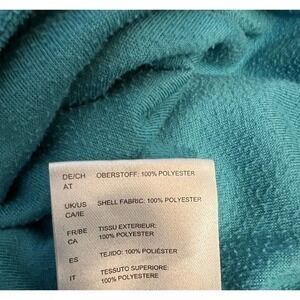 DE/CH OBERSTOFF: 100% POLYESTER
AT
UK/US SHELL FABRIC: 100% POLYESTER
CA/IE
FR/BE TISSU EXTERIEUR:
CA 100% POLYESTER
ES TEJIDO: 100% POLIÉSTER
IT TESSUTO SUPERIORE:
100% POLYESTERE